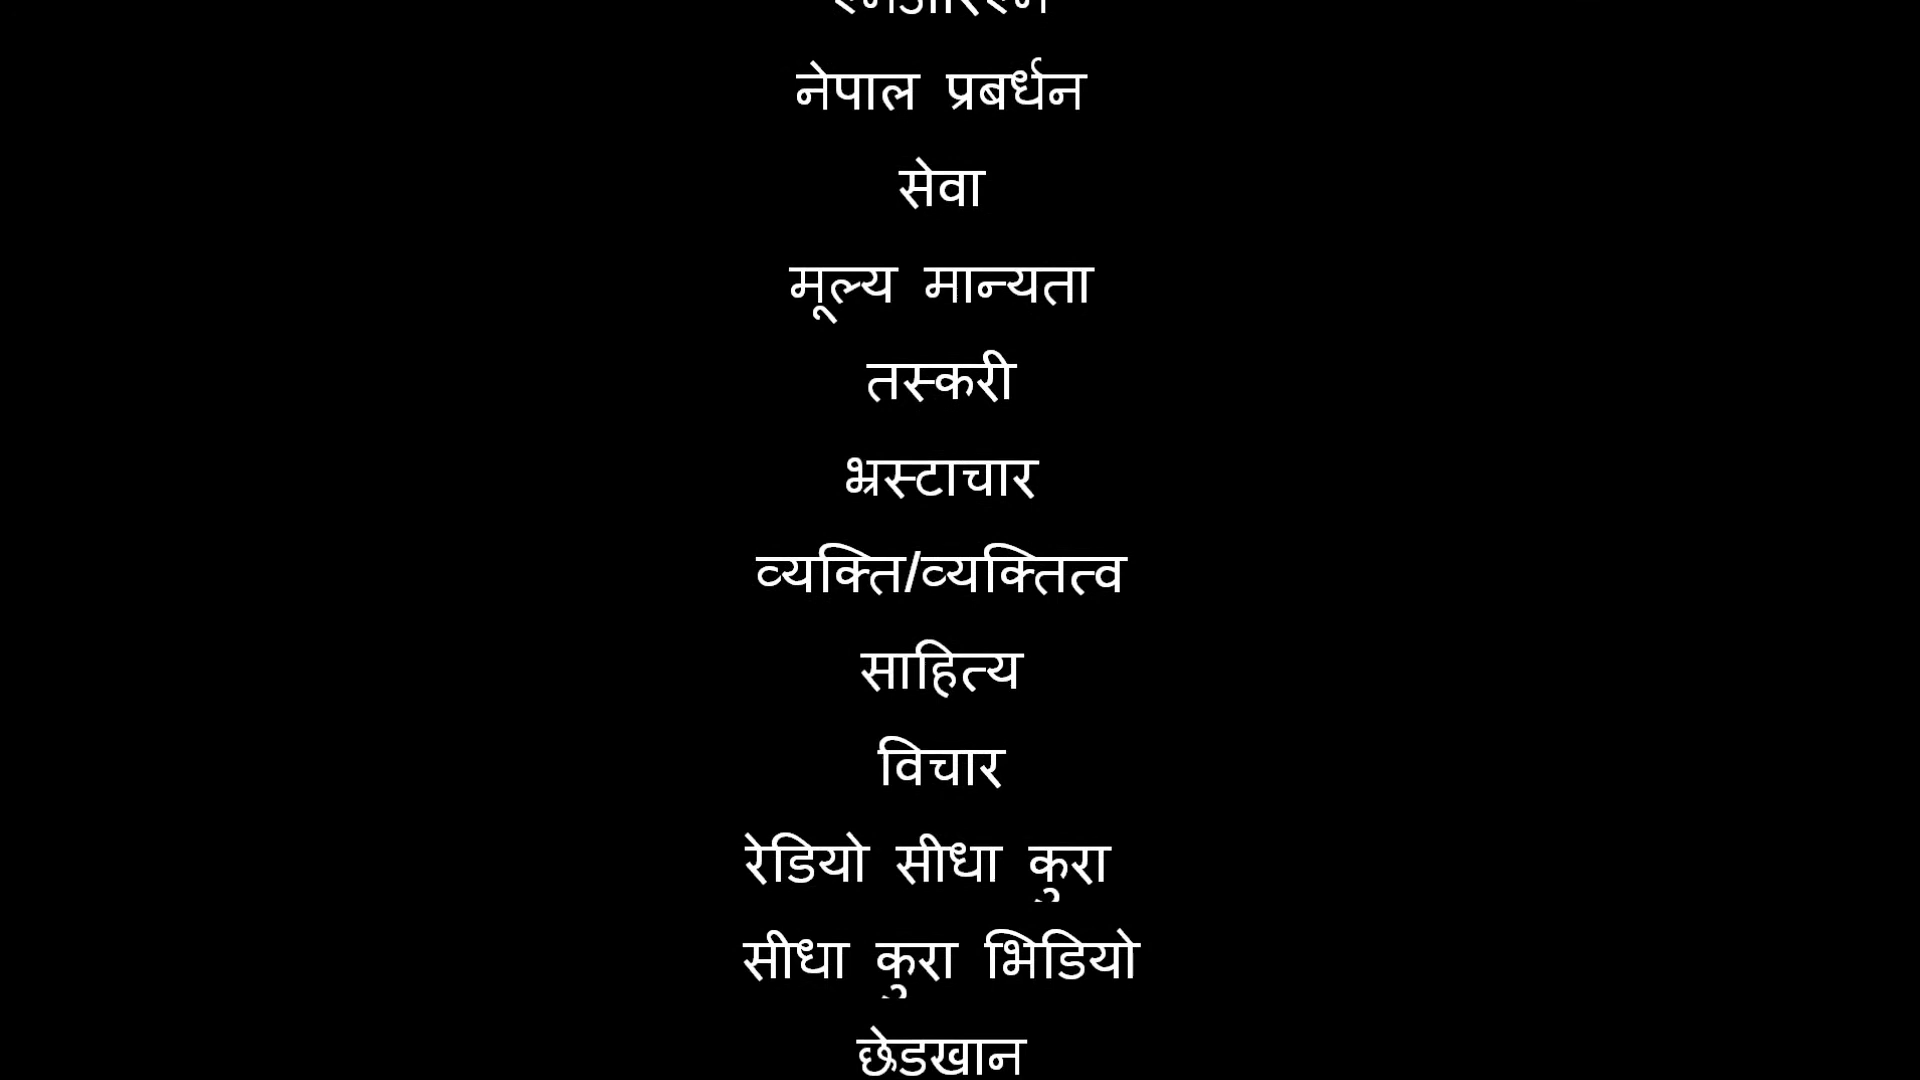 नेपाल प्रबर्धन
सेवा
मूल्य मान्यता
तस्करी
भ्रस्टाचार
व्यक्ति/व्यक्तित्व
साहित्य
विचार
रेडियो सीधा कुरा
सीधा कुरा भिडियो
छेडखान